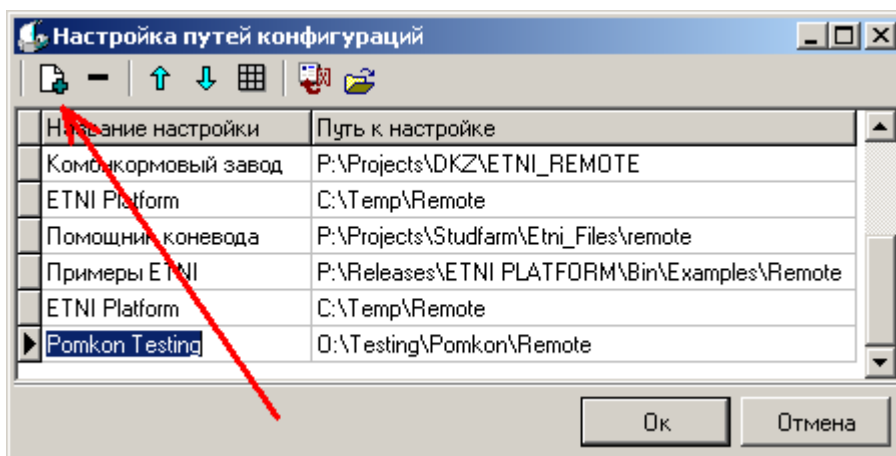 Настройка путей конфигураций
Название настройки Путь к настройке
Комбикормовый завод P:\Projects\DKZ\ETNI_REMOTE
ETNI Platform C:\Temp\Remote
Помощник коневода P:\Projects\Studfarm\Etni_Files\remote
Примеры ETNI P:\Releases\ETNI PLATFORM\Bin\Examples\Remote
ETNI Platform C:\Temp\Remote
Pomkon Testing O:\Testing\Pomkon\Remote
Ок Отмена